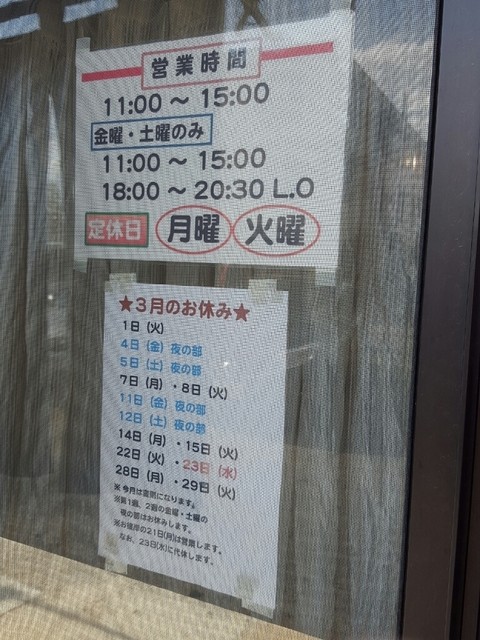 営業時間
11:00 ～ 15:00
金曜・土曜のみ
11:00 ～ 15:00
18:00 ～ 20:30 L.O
定休日 月曜 火曜
★3月のお休み★
1日（火）
4日（金）夜の部
5日（土）夜の部
7日（月）・8日（火）
11日（金）夜の部
12日（土）夜の部
14日（月）・15日（火）
22日（火）・23日（水）
28日（月）・29日（火）
※今月は変則になります。
※第1週、2週の金曜・土曜の
夜の部はお休みします。
※お彼岸の21日(月)は営業します。
なお、23日(水)に代休します。